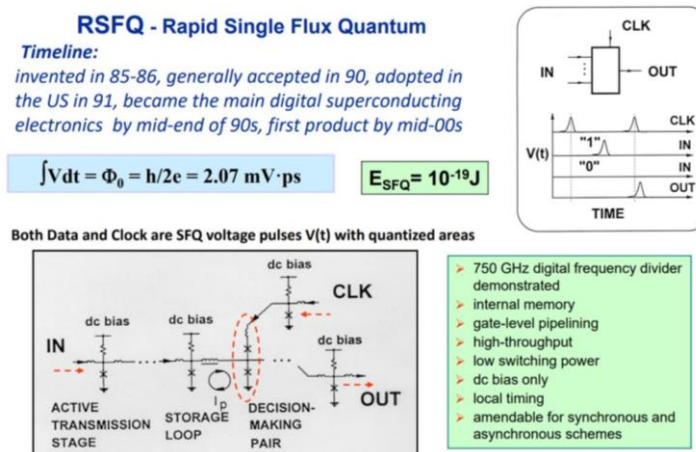 RSFQ - Rapid Single Flux Quantum
Timeline:
invented in 85-86, generally accepted in 90, adopted in
the US in 91, became the main digital superconducting
electronics by mid-end of 90s, first product by mid-00s
∫Vdt = Φ₀ = h/2e = 2.07 mV·ps
E_SFQ = 10⁻¹⁹J
CLK
IN
OUT
CLK
V(t)
"1"
IN
"0"
IN
OUT
TIME
Both Data and Clock are SFQ voltage pulses V(t) with quantized areas
dc bias
CLK
dc bias
dc bias
dc bias
IN
I_p
OUT
ACTIVE
TRANSMISSION
STAGE
STORAGE
LOOP
DECISION-
MAKING
PAIR
➢ 750 GHz digital frequency divider
demonstrated
➢ internal memory
➢ gate-level pipelining
➢ high-throughput
➢ low switching power
➢ dc bias only
➢ local timing
➢ amendable for synchronous and
asynchronous schemes